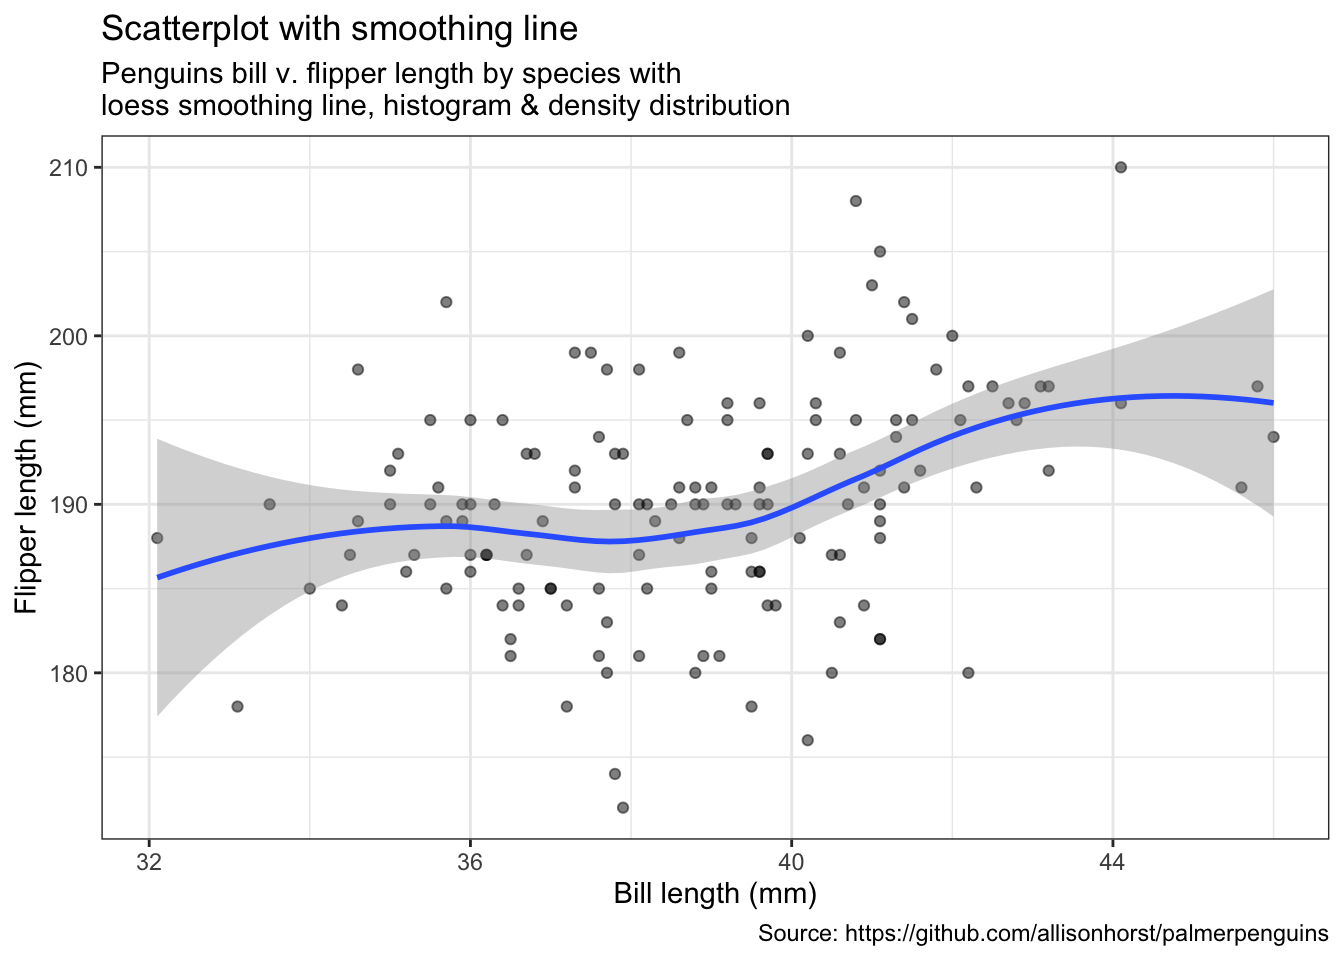 Scatterplot with smoothing line
Penguins bill v. flipper length by species with
loess smoothing line, histogram & density distribution
210
200
190
180
Flipper length (mm)
32 36 40 44
Bill length (mm)
Source: https://github.com/allisonhorst/palmerpenguins